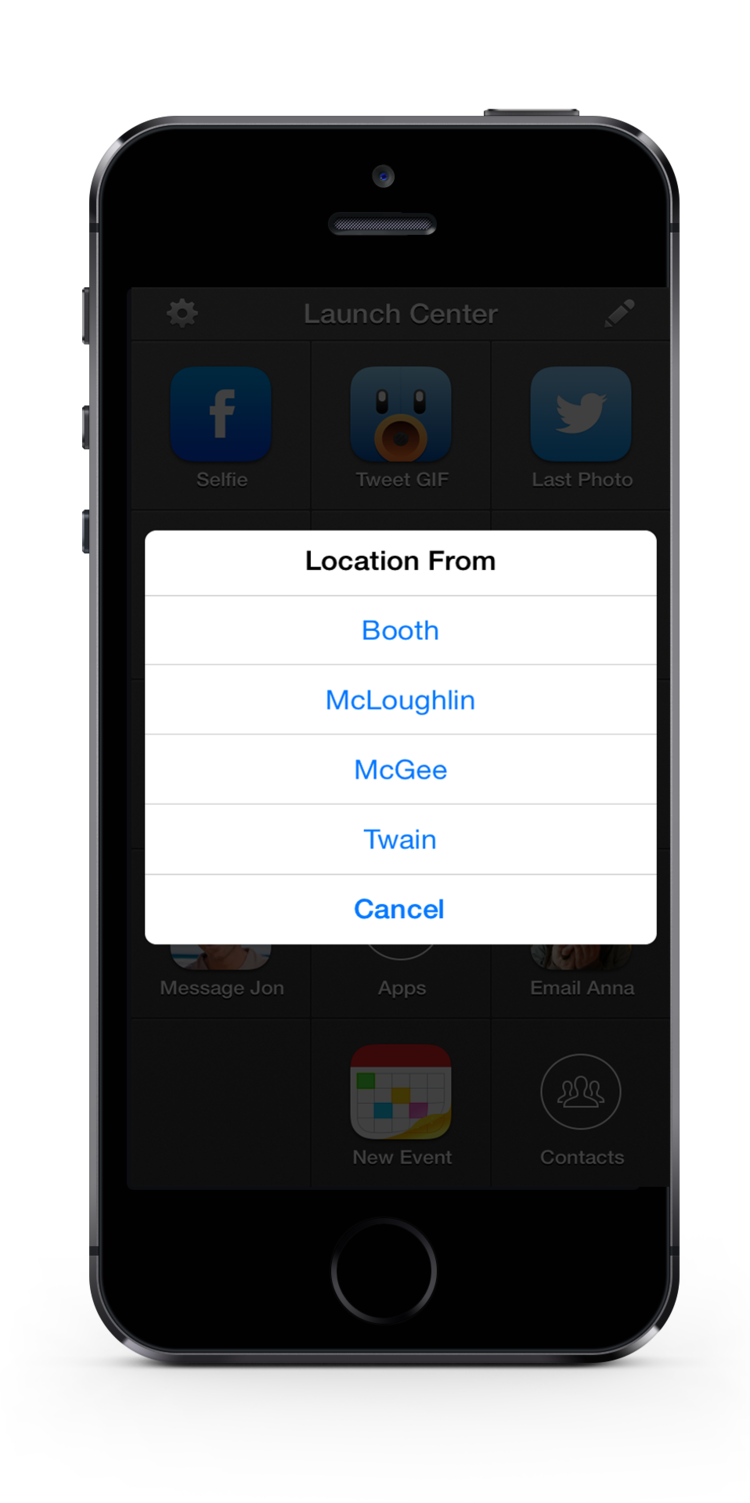 Launch Center
Selfie
Tweet GIF
Last Photo
Location From
Booth
McLoughlin
McGee
Twain
Cancel
Message Jon
Apps
Email Anna
New Event
Contacts